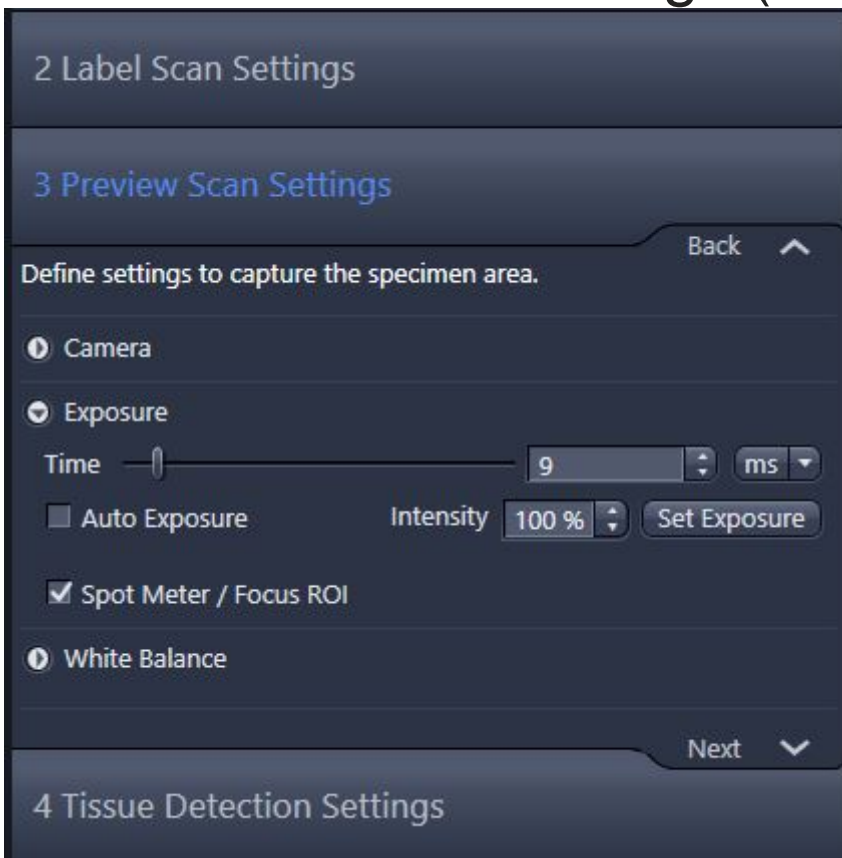 2 Label Scan Settings
3 Preview Scan Settings
Back
Define settings to capture the specimen area.
Camera
Exposure
Time 9 ms
Auto Exposure Intensity 100 % Set Exposure
Spot Meter / Focus ROI
White Balance
Next
4 Tissue Detection Settings